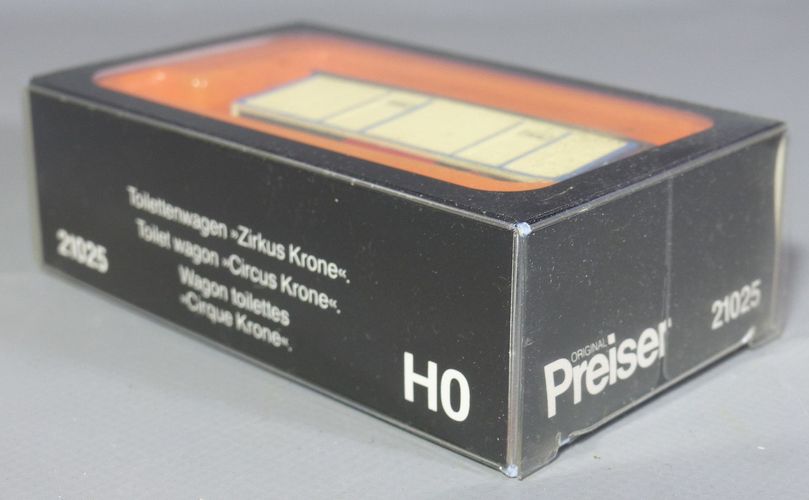 Toilettenwagen »Zirkus Krone«.
Toilet wagon »Circus Krone«.
Wagon toilettes
»Cirque Krone«.
21025
H0
ORIGINAL
Preiser
21025